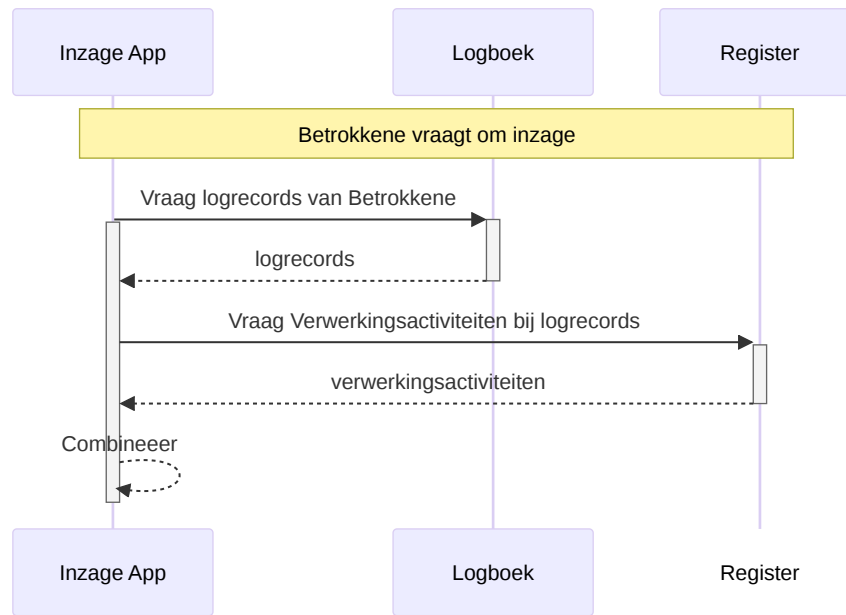 Inzage App
Logboek
Register
Betrokkene vraagt om inzage
Vraag logrecords van Betrokkene
logrecords
Vraag Verwerkingsactiviteiten bij logrecords
verwerkingsactiviteiten
Combineeer
Inzage App
Logboek
Register